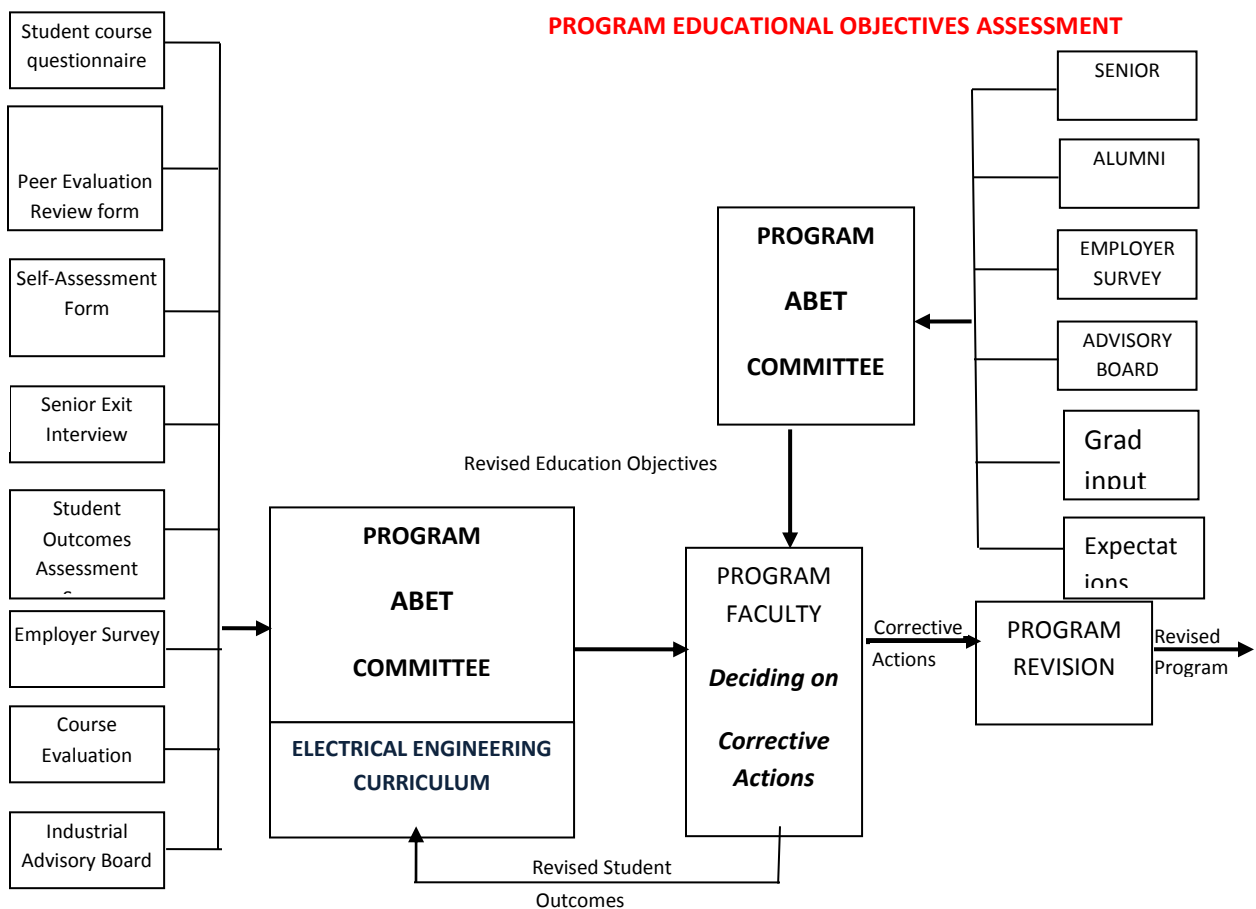 PROGRAM EDUCATIONAL OBJECTIVES ASSESSMENT
Student course
questionnaire
Peer Evaluation
Review form
Self-Assessment
Form
Senior Exit
Interview
Student
Outcomes
Assessment
Employer Survey
Course
Evaluation
Industrial
Advisory Board
PROGRAM
ABET
COMMITTEE
ELECTRICAL ENGINEERING
CURRICULUM
Revised Student
Outcomes
SENIOR
ALUMNI
EMPLOYER
SURVEY
ADVISORY
BOARD
Grad
input
Expectat
ions
PROGRAM
ABET
COMMITTEE
Revised Education Objectives
PROGRAM
FACULTY
Deciding on
Corrective
Actions
Corrective
Actions
PROGRAM
REVISION
Revised
Program